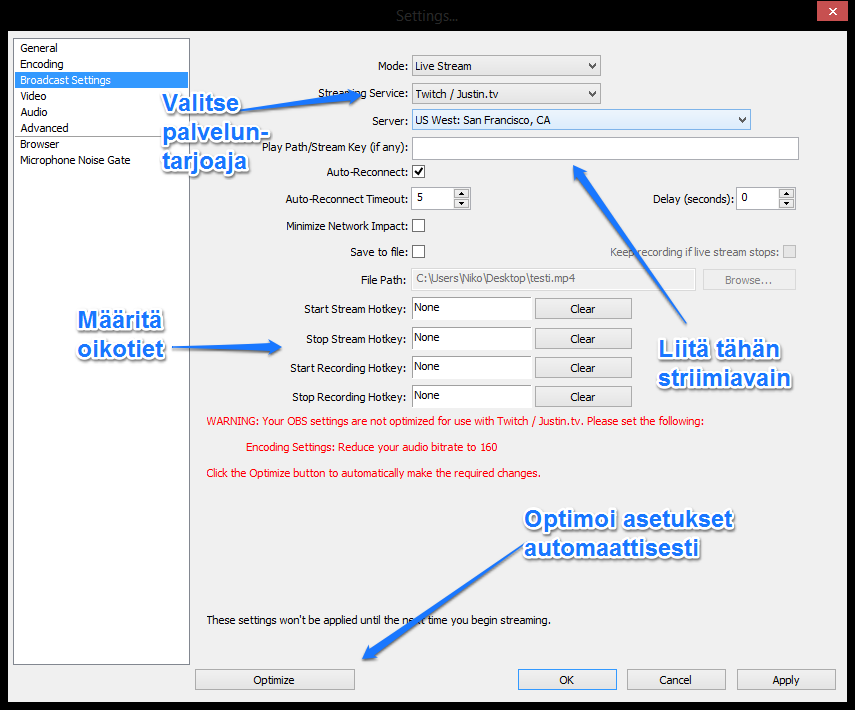 Settings...
General
Encoding
Broadcast Settings
Video
Audio
Advanced
Browser
Microphone Noise Gate
Mode: Live Stream
Streaming Service: Twitch / Justin.tv
Valitse
palvelun-
tarjoaja
Server: US West: San Francisco, CA
Play Path/Stream Key (if any):
Auto-Reconnect:
Auto-Reconnect Timeout: 5 Delay (seconds): 0
Minimize Network Impact:
Save to file: Keep recording if live stream stops:
File Path: C:\Users\Niko\Desktop\testi.mp4 Browse...
Start Stream Hotkey: None Clear
Stop Stream Hotkey: None Clear
Start Recording Hotkey: None Clear
Stop Recording Hotkey: None Clear
Määritä
oikotiet
Liitä tähän
striimiavain
WARNING: Your OBS settings are not optimized for use with Twitch / Justin.tv. Please set the following:
Encoding Settings: Reduce your audio bitrate to 160
Click the Optimize button to automatically make the required changes.
Optimoi asetukset
automaattisesti
These settings won't be applied until the next time you begin streaming.
Optimize OK Cancel Apply